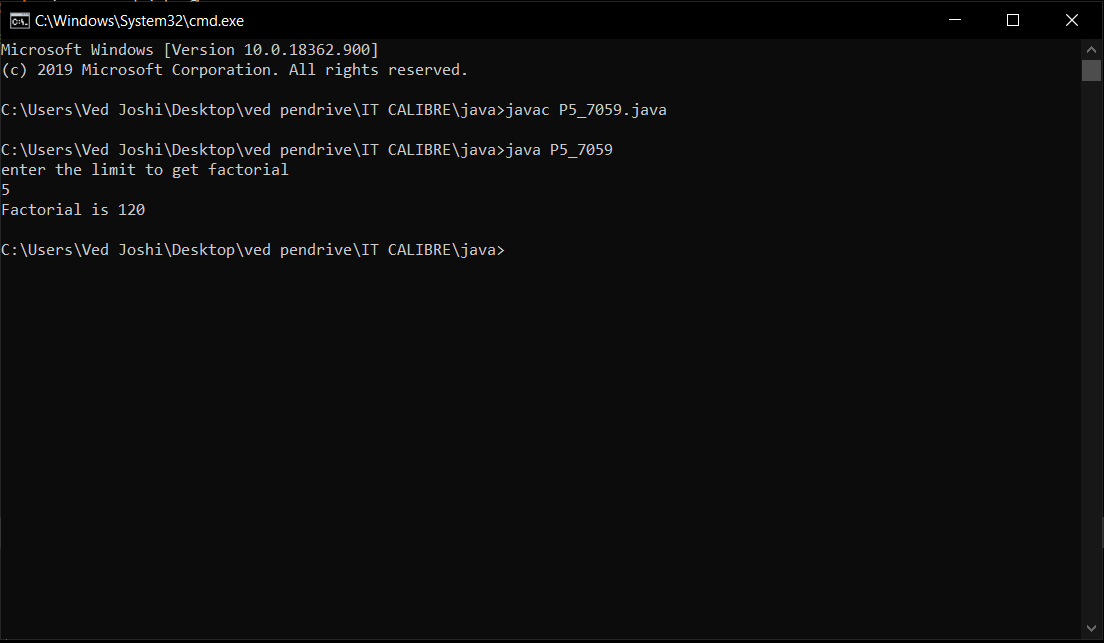 C:\Windows\System32\cmd.exe
Microsoft Windows [Version 10.0.18362.900]
(c) 2019 Microsoft Corporation. All rights reserved.
C:\Users\Ved Joshi\Desktop\ved pendrive\IT CALIBRE\java>javac P5_7059.java
C:\Users\Ved Joshi\Desktop\ved pendrive\IT CALIBRE\java>java P5_7059
enter the limit to get factorial
5
Factorial is 120
C:\Users\Ved Joshi\Desktop\ved pendrive\IT CALIBRE\java>